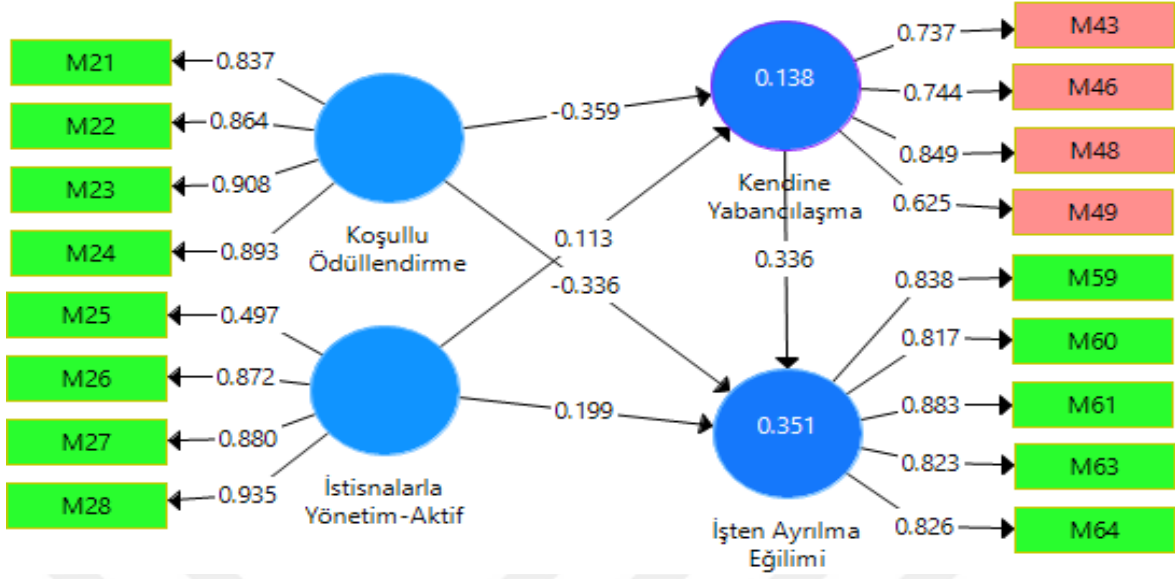 M21
M22
M23
M24
M25
M26
M27
M28
0.837
0.864
0.908
0.893
0.497
0.872
0.880
0.935
Koşullu
Ödüllendirme
İstisnalarla
Yönetim-Aktif
-0.359
0.113
-0.336
0.199
0.138
Kendine
Yabancılaşma
0.336
0.351
İşten Ayrılma
Eğilimi
0.737
0.744
0.849
0.625
0.838
0.817
0.883
0.823
0.826
M43
M46
M48
M49
M59
M60
M61
M63
M64